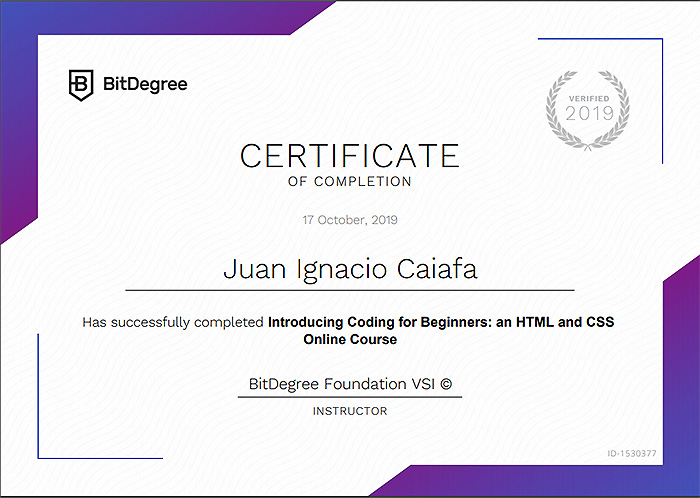 BitDegree
VERIFIED
2019
CERTIFICATE
OF COMPLETION
17 October, 2019
Juan Ignacio Caiafa
Has successfully completed Introducing Coding for Beginners: an HTML and CSS
Online Course
BitDegree Foundation VSI ©
INSTRUCTOR
ID-1530377